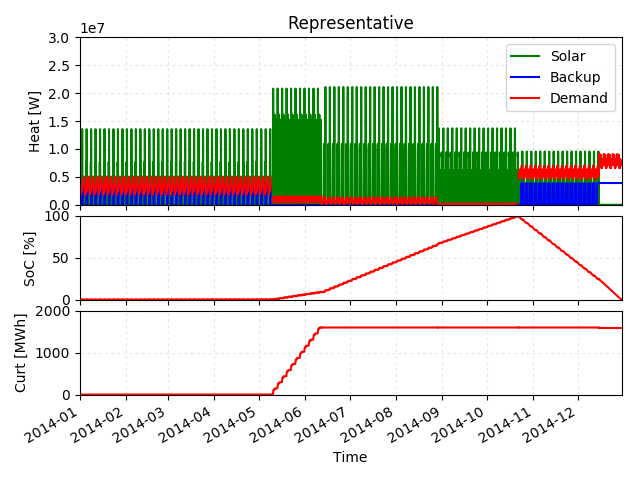 Representative
1e7
3.0
2.5
2.0
1.5
1.0
0.5
0.0
Heat [W]
Solar
Backup
Demand
100
50
0
SoC [%]
2000
1000
0
Curt [MWh]
2014-01
2014-02
2014-03
2014-04
2014-05
2014-06
2014-07
2014-08
2014-09
2014-10
2014-11
2014-12
Time